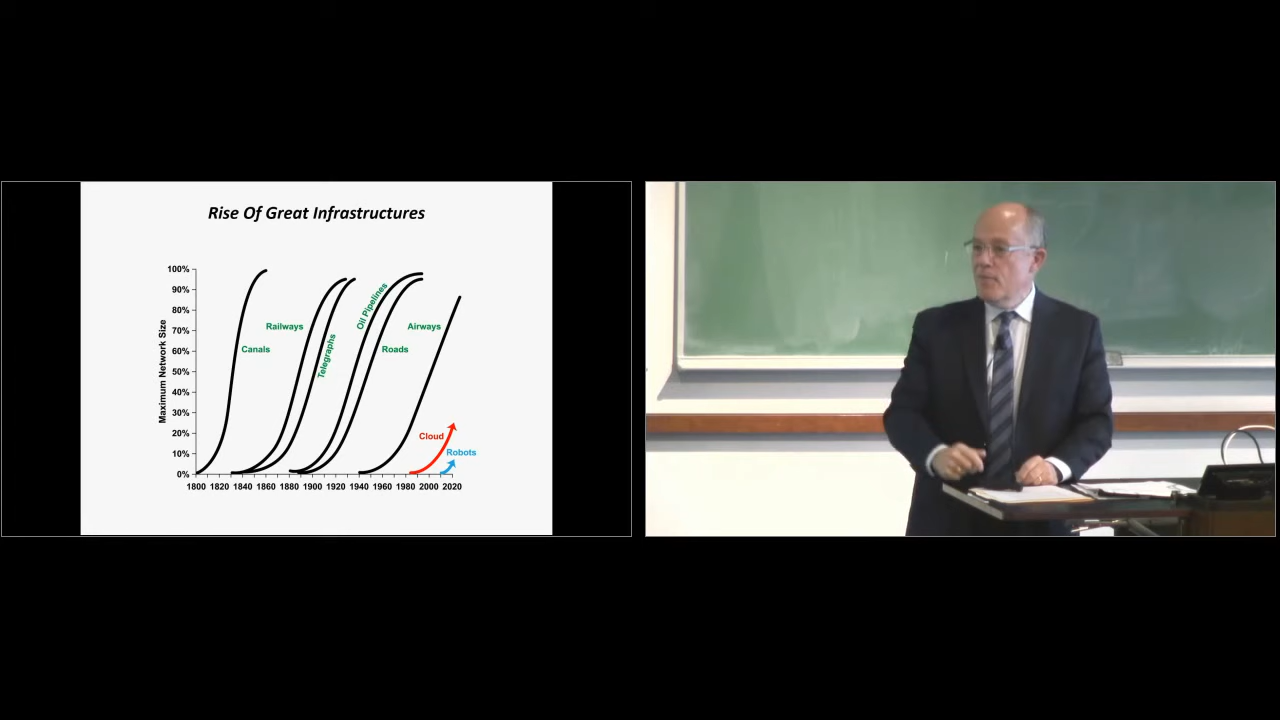 Rise Of Great Infrastructures
Maximum Network Size
100%
90%
80%
70%
60%
50%
40%
30%
20%
10%
0%
Canals
Railways
Telegraphs
Oil Pipelines
Roads
Airways
Cloud
Robots
1800 1820 1840 1860 1880 1900 1920 1940 1960 1980 2000 2020